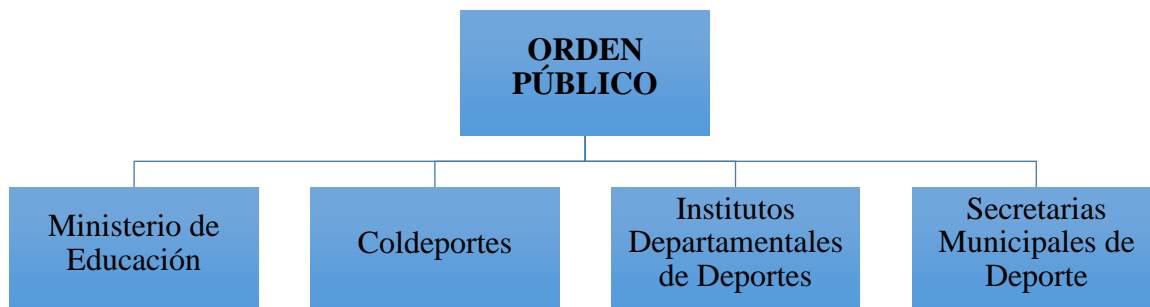 ORDEN
PÚBLICO
Ministerio de
Educación
Coldeportes
Institutos
Departamentales
de Deportes
Secretarias
Municipales de
Deporte